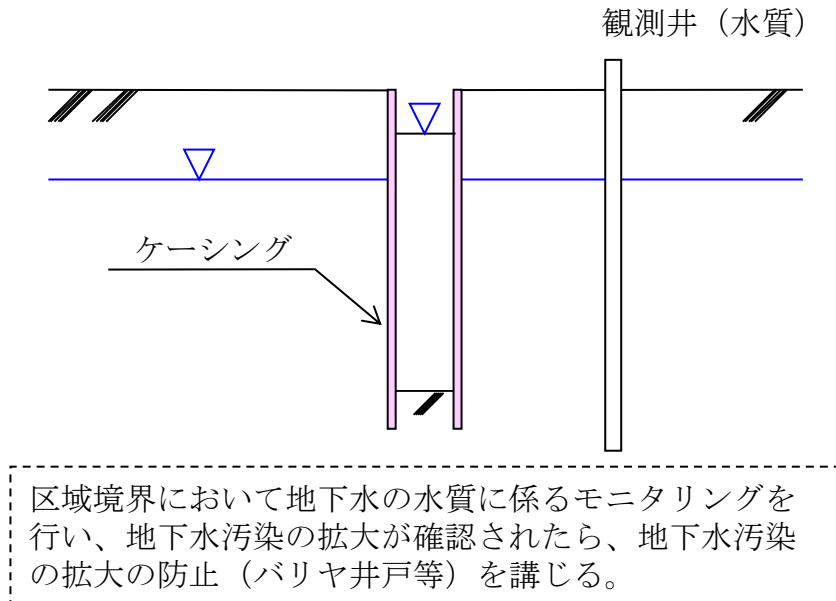 観測井（水質）
ケーシング
区域境界において地下水の水質に係るモニタリングを
行い、地下水汚染の拡大が確認されたら、地下水汚染
の拡大の防止（バリヤ井戸等）を講じる。